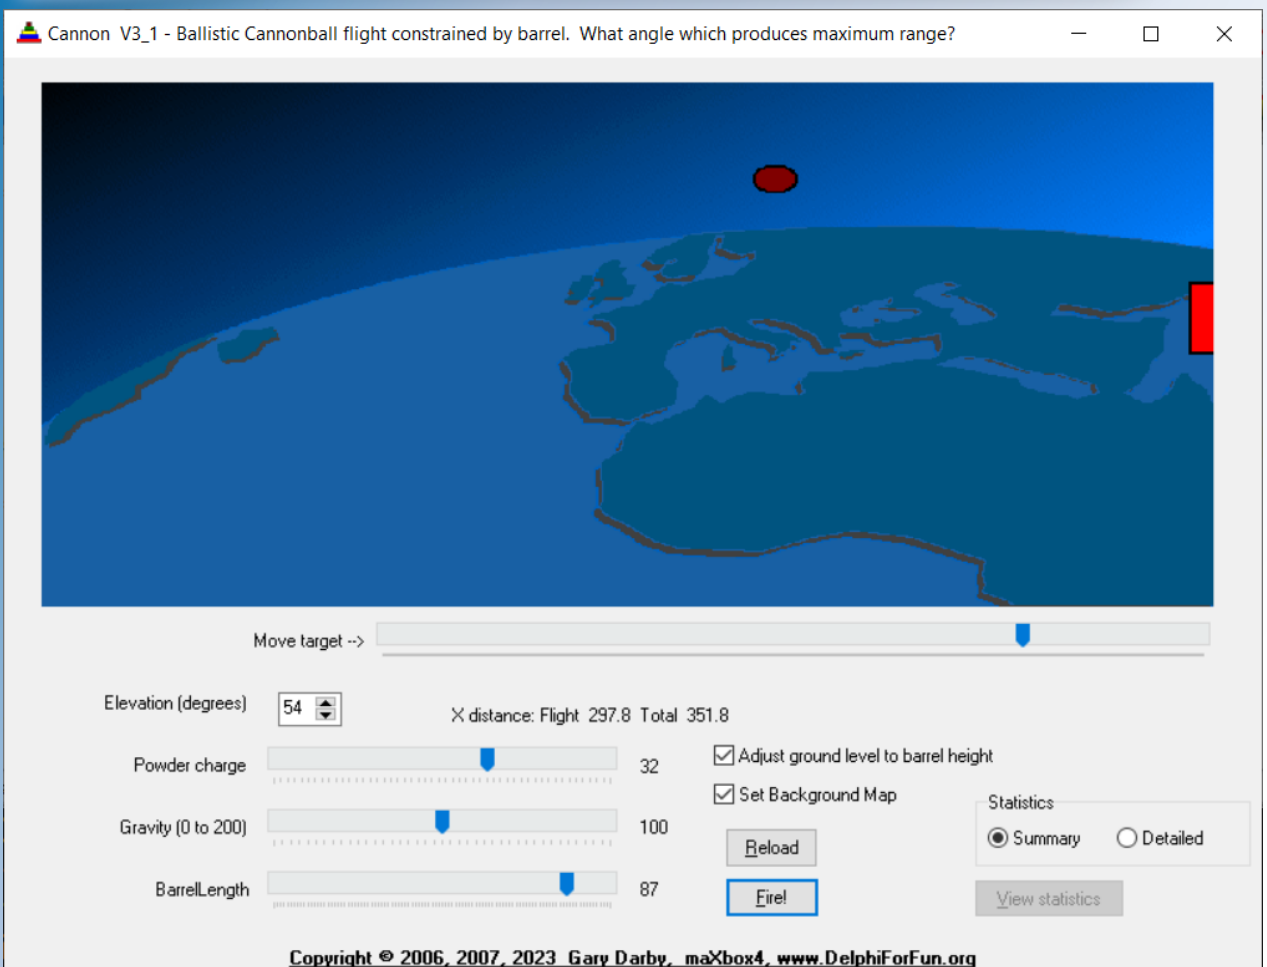 Cannon V3_1 - Ballistic Cannonball flight constrained by barrel. What angle which produces maximum range?
Move target -->
Elevation (degrees) 54
X distance: Flight 297.8 Total 351.8
Powder charge 32
Adjust ground level to barrel height
Set Background Map
Gravity (0 to 200) 100
Statistics
Summary Detailed
Reload
BarrelLength 87
Fire!
View statistics
Copyright © 2006, 2007, 2023 Gary Darby, maXbox4, www.DelphiForFun.org